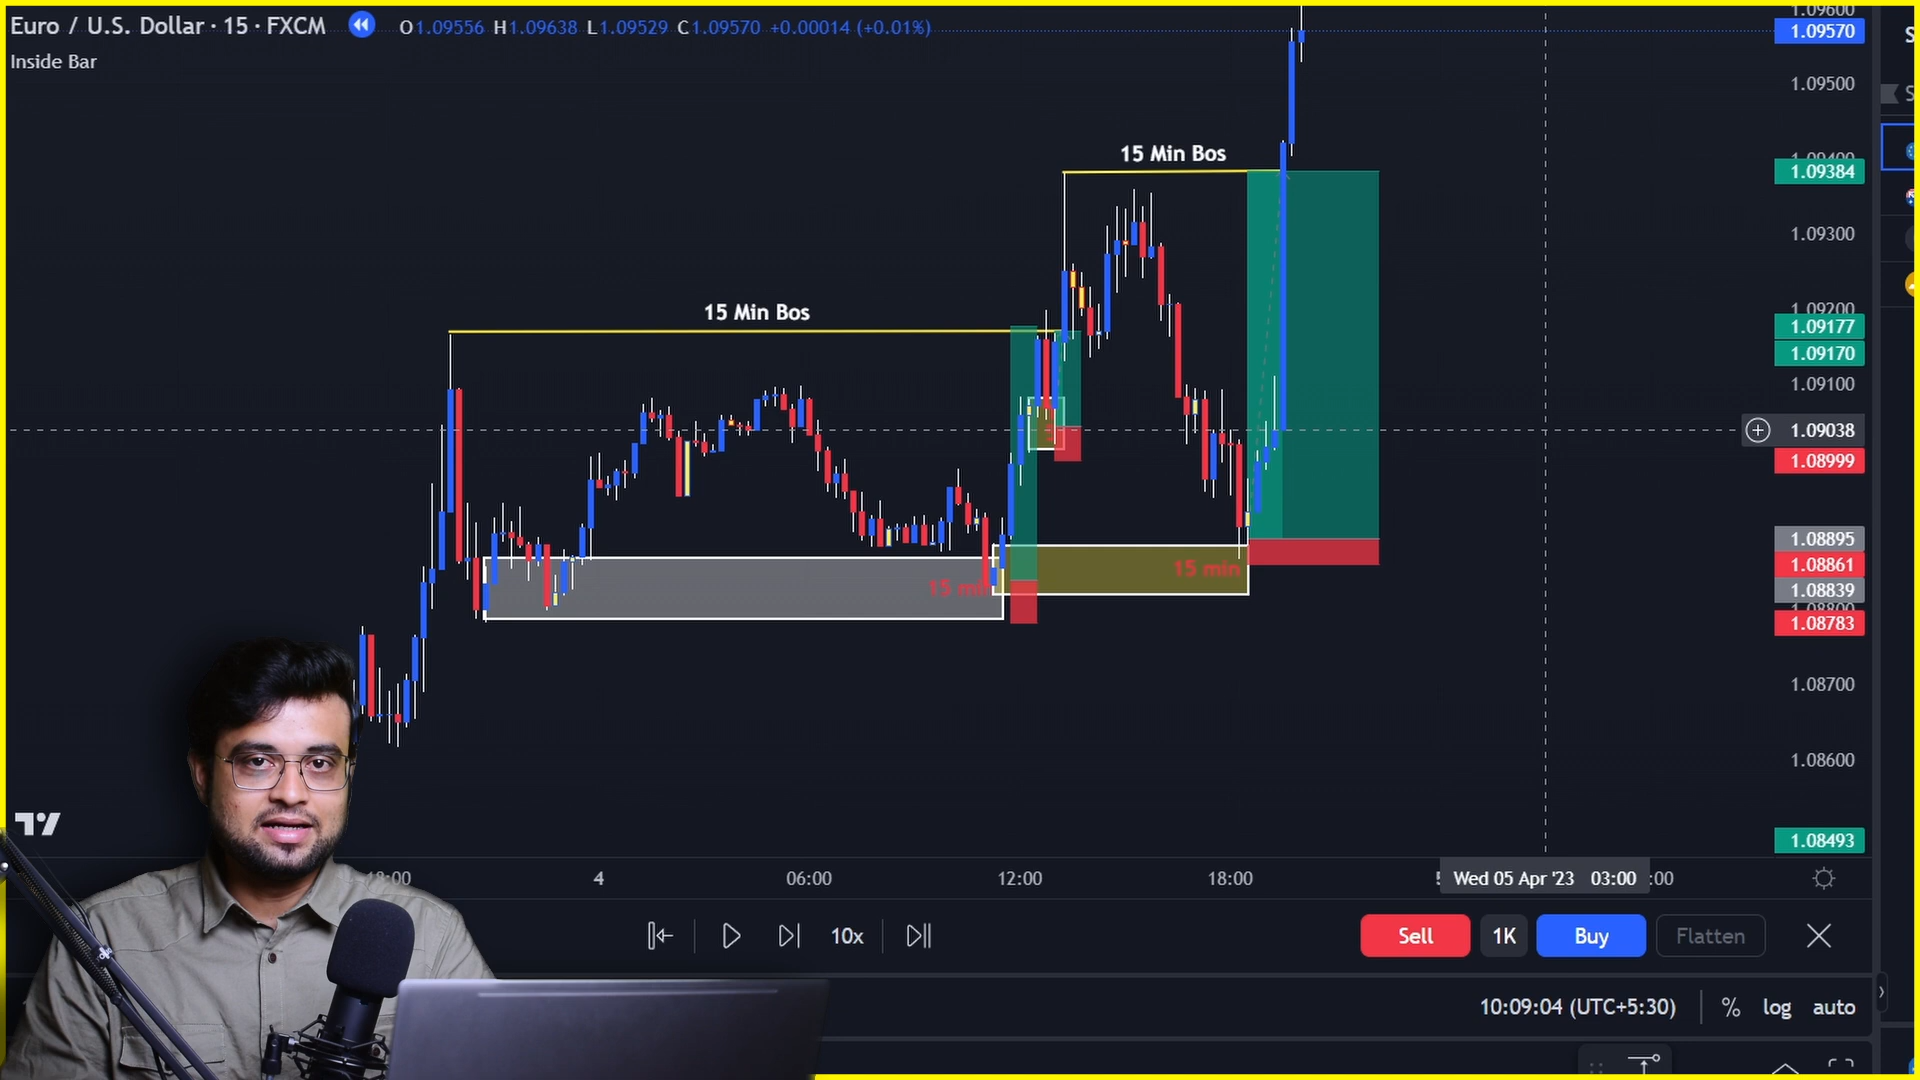 Euro / U.S. Dollar · 15 · FXCM
O1.09556 H1.09638 L1.09529 C1.09570 +0.00014 (+0.01%)
Inside Bar
1.09600
1.09570
1.09500
1.09400
1.09384
1.09300
1.09200
1.09177
1.09170
1.09100
1.09038
1.08999
1.08895
1.08861
1.08839
1.08800
1.08783
1.08700
1.08600
1.08493
15 Min Bos
15 Min Bos
15 min
15 min
4
06:00
12:00
18:00
Wed 05 Apr '23 03:00
10x
Sell
1K
Buy
Flatten
10:09:04 (UTC+5:30)
%
log
auto